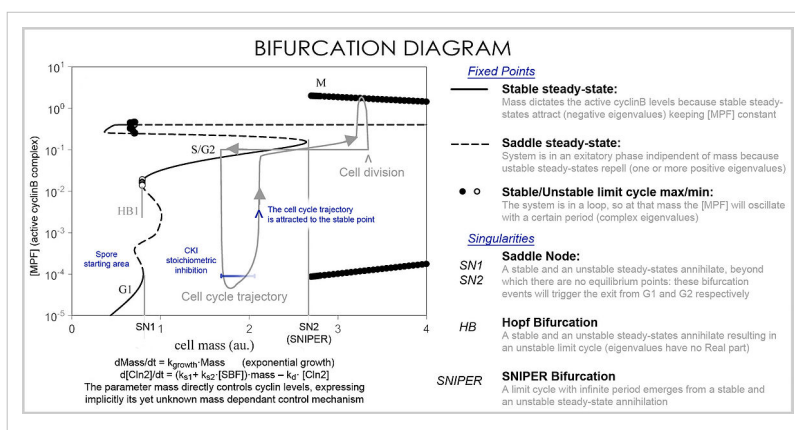 BIFURCATION DIAGRAM
10^1
10^0
10^-1
10^-2
10^-3
10^-4
10^-5
[MPF] (active cyclinB complex)
M
S/G2
Cell division
HB1
The cell cycle trajectory
is attracted to the stable point
Spore
starting area
CKI
stoichiometric
inhibition
G1
Cell cycle trajectory
0
SN1
2
SN2
(SNIPER)
3
4
cell mass (au.)
dMass/dt = kgrowth·Mass (exponential growth)
d[Cln2]/dt = (ks1+ ks2·[SBF])·mass – kd· [Cln2]
The parameter mass directly controls cyclin levels, expressing
implicitly its yet unknown mass dependant control mechanism
Fixed Points
Stable steady-state:
Mass dictates the active cyclinB levels because stable steady-
states attract (negative eigenvalues) keeping [MPF] constant
Saddle steady-state:
System is in an exitatory phase indipendent of mass because
ustable steady-states repell (one or more positive eigenvalues)
Stable/Unstable limit cycle max/min:
The system is in a loop, so at that mass the [MPF] will oscillate
with a certain period (complex eigenvalues)
Singularities
SN1
SN2
Saddle Node:
A stable and an unstable steady-states annihilate, beyond
which there are no equilibrium points: these bifurcation
events will trigger the exit from G1 and G2 respectively
HB
Hopf Bifurcation
A stable and an unstable steady-states annihilate resulting in
an unstable limit cycle (eigenvalues have no Real part)
SNIPER
SNIPER Bifurcation
A limit cycle with infinite period emerges from a stable and
an unstable steady-state annihilation